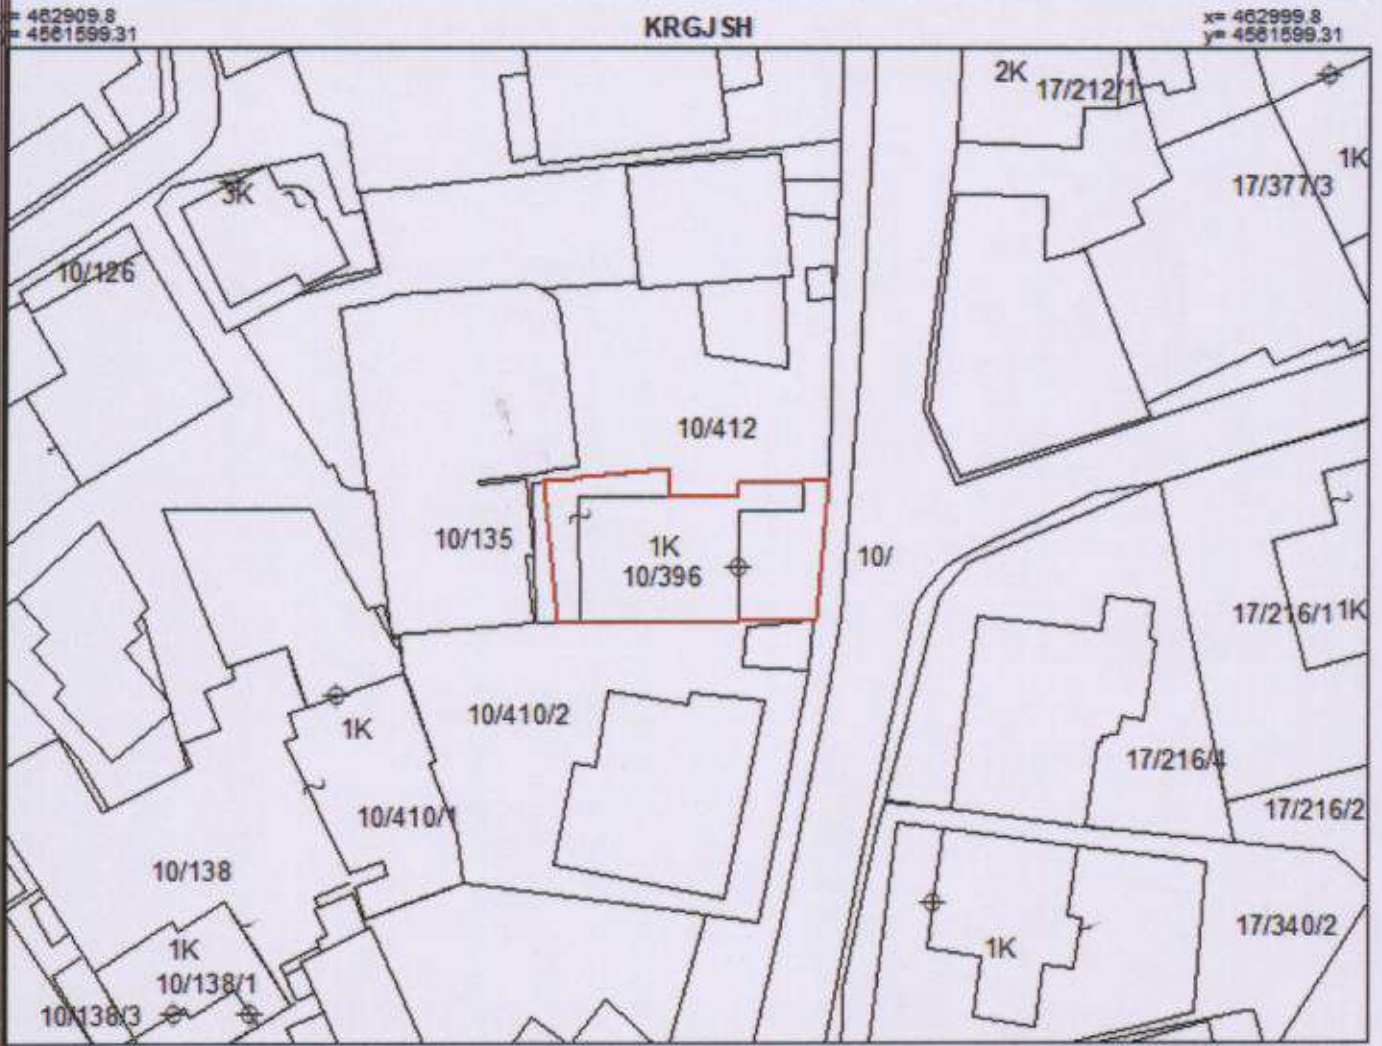 = 462909.8
= 4561599.31
KRGJSH
x= 462999.8
y= 4561599.31
2K
17/212/1
1K
17/377/3
3K
10/126
10/412
10/135
1K
10/396
10/
17/216/1
1K
10/410/2
1K
17/216/4
10/410/1
17/216/2
10/138
17/340/2
1K
1K
10/138/1
10/138/3